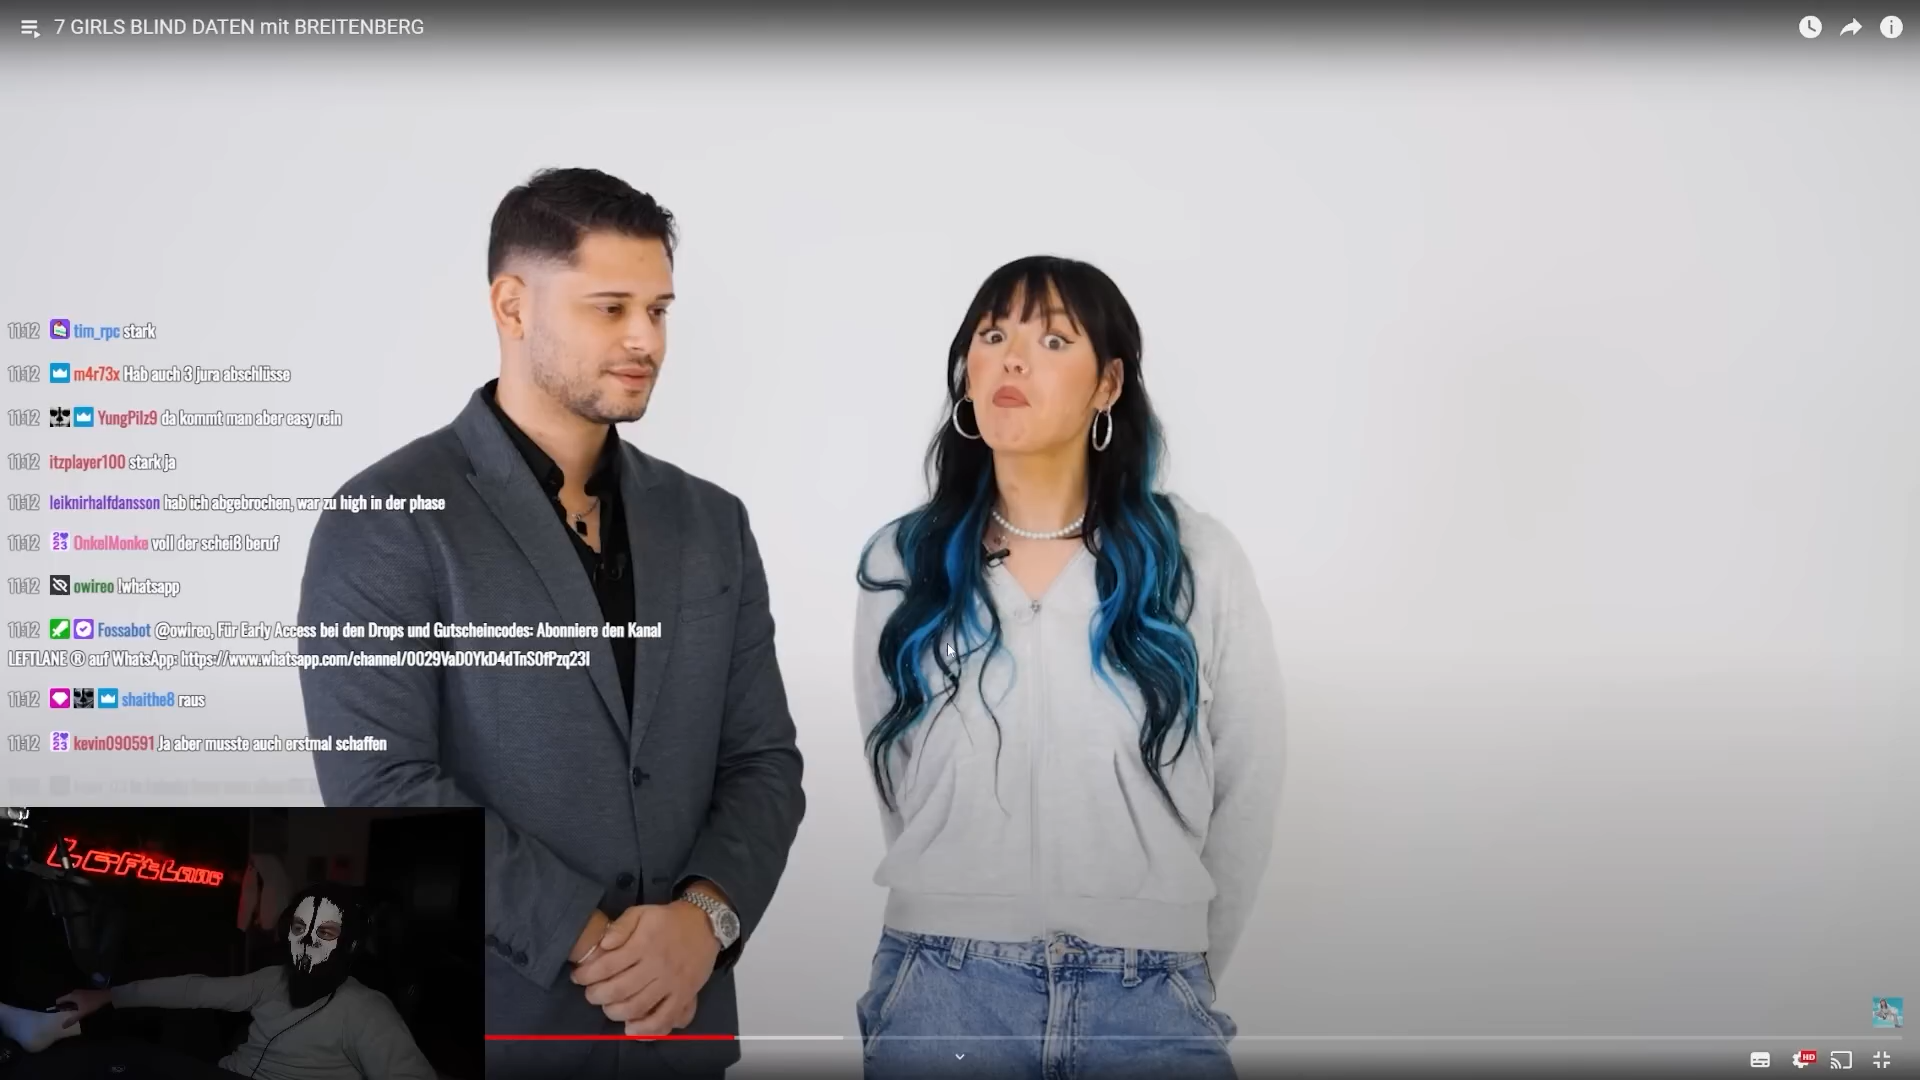 7 GIRLS BLIND DATEN mit BREITENBERG
11:12 tim_rpc stark
11:12 m4r73x Hab auch 3 jura abschlüsse
11:12 YungPilz9 da kommt man aber easy rein
11:12 itzplayer100 stark ja
11:12 leiknirhalfdansson hab ich abgebrochen, war zu high in der phase
11:12 OnkelMonke voll der scheiß beruf
11:12 owireo !whatsapp
11:12 Fossabot @owireo, Für Early Access bei den Drops und Gutscheincodes: Abonniere den Kanal
LEFTLANE ® auf WhatsApp: https://www.whatsapp.com/channel/0029VaD0YkD4dTnSOfPzq23I
11:12 shaithe8 raus
11:12 kevin090591 Ja aber musste auch erstmal schaffen
LeftLane
HD